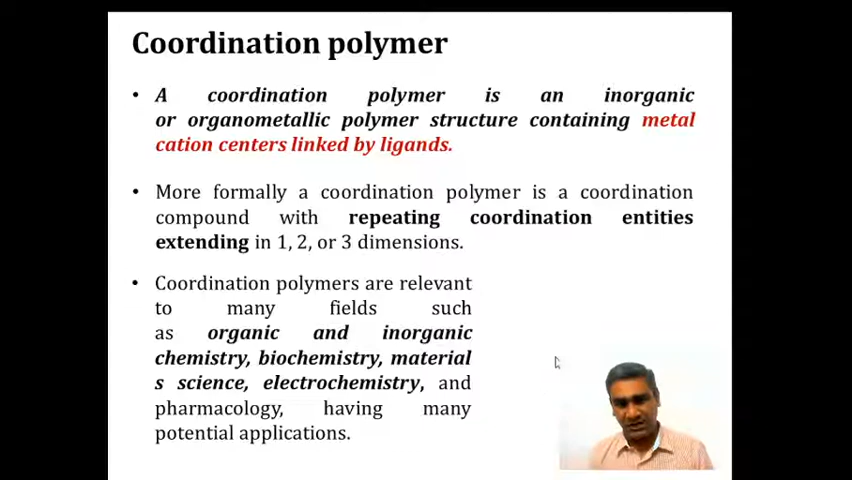 Coordination polymer
• A coordination polymer is an inorganic
or organometallic polymer structure containing metal
cation centers linked by ligands.
• More formally a coordination polymer is a coordination
compound with repeating coordination entities
extending in 1, 2, or 3 dimensions.
• Coordination polymers are relevant
to many fields such
as organic and inorganic
chemistry, biochemistry, material
s science, electrochemistry, and
pharmacology, having many
potential applications.